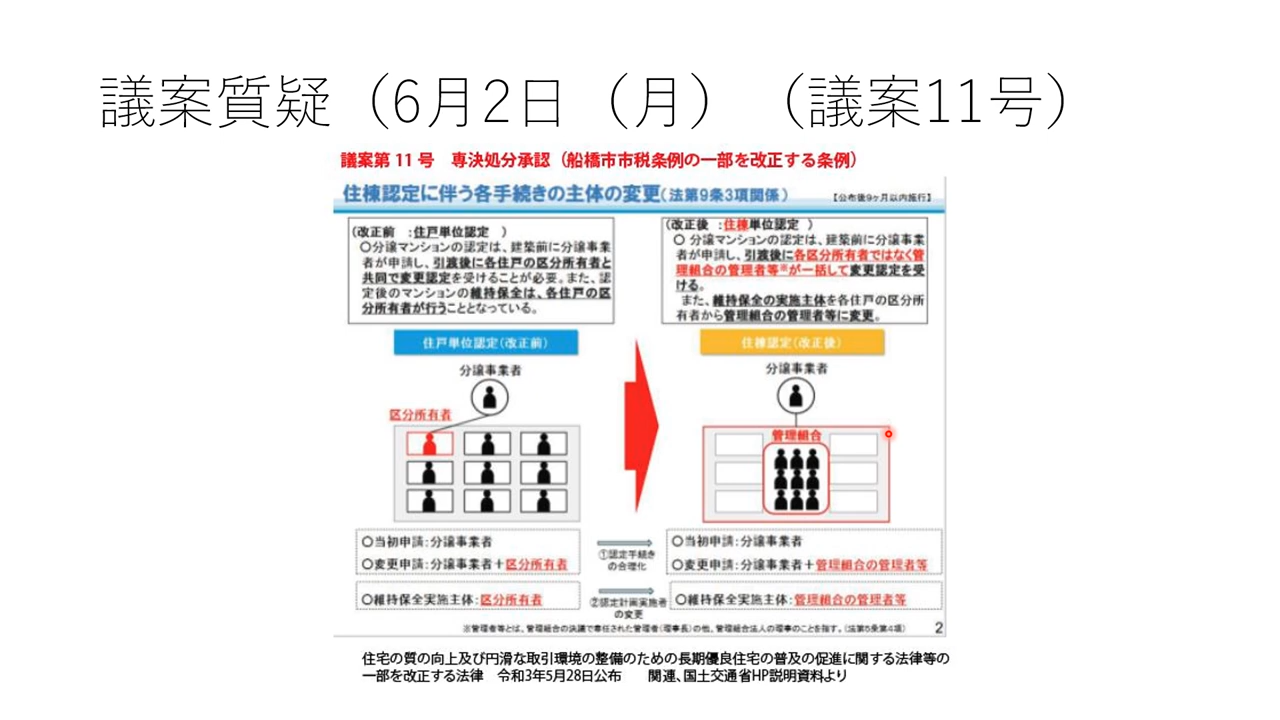 議案質疑（6月2日（月）（議案11号）
議案第 11 号　専決処分承認（船橋市市税条例の一部を改正する条例）
住棟認定に伴う各手続きの主体の変更（法第9条3項関係）
【公布後9ヶ月以内施行】
（改正前　：住戸単位認定　）
〇分譲マンションの認定は、建築前に分譲事業
者が申請し、引渡後に各住戸の区分所有者と
共同で変更認定を受けることが必要。また、認
定後のマンションの維持保全は、各住戸の区
分所有者が行うこととなっている。
（改正後　：住棟単位認定　）
〇 分譲マンションの認定は、建築前に分譲事業
者が申請し、引渡後に各区分所有者ではなく管
理組合の管理者等※が一括して変更認定を受
ける。
また、維持保全の実施主体を各住戸の区分所
有者から管理組合の管理者等に変更。
住戸単位認定（改正前）
分譲事業者
区分所有者
住棟認定（改正後）
分譲事業者
管理組合
〇当初申請：分譲事業者
〇変更申請：分譲事業者＋区分所有者
①認定手続き
の合理化
〇当初申請：分譲事業者
〇変更申請：分譲事業者＋管理組合の管理者等
〇維持保全実施主体：区分所有者
②認定計画実施者
の変更
〇維持保全実施主体：管理組合の管理者等
※管理者等とは、管理組合の決議で専任された管理者（理事長）の他、管理組合法人の理事のことを指す。（法第5条第4項）
2
住宅の質の向上及び円滑な取引環境の整備のための長期優良住宅の普及の促進に関する法律等の
一部を改正する法律　令和3年5月28日公布　　関連、国土交通省HP説明資料より